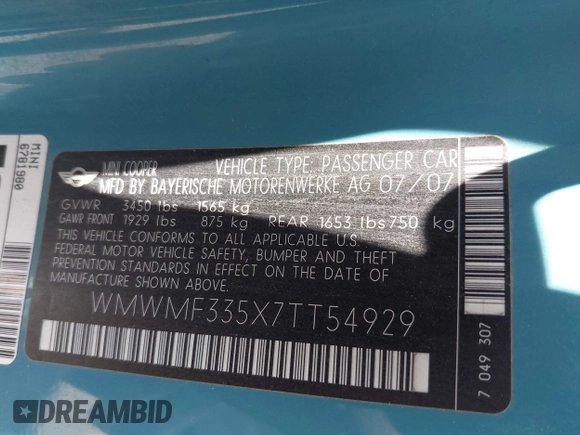 MINI
6781980
MINI COOPER
VEHICLE TYPE: PASSENGER CAR
MFD BY BAYERISCHE MOTORENWERKE AG 07/07
GVWR 3450 lbs 1565 kg
GAWR FRONT 1929 lbs 875 kg REAR 1653 lbs 750 kg
THIS VEHICLE CONFORMS TO ALL APPLICABLE U.S.
FEDERAL MOTOR VEHICLE SAFETY, BUMPER AND THEFT
PREVENTION STANDARDS IN EFFECT ON THE DATE OF
MANUFACTURE SHOWN ABOVE.
WMWMF335X7TT54929
7 049 307
DREAMBID